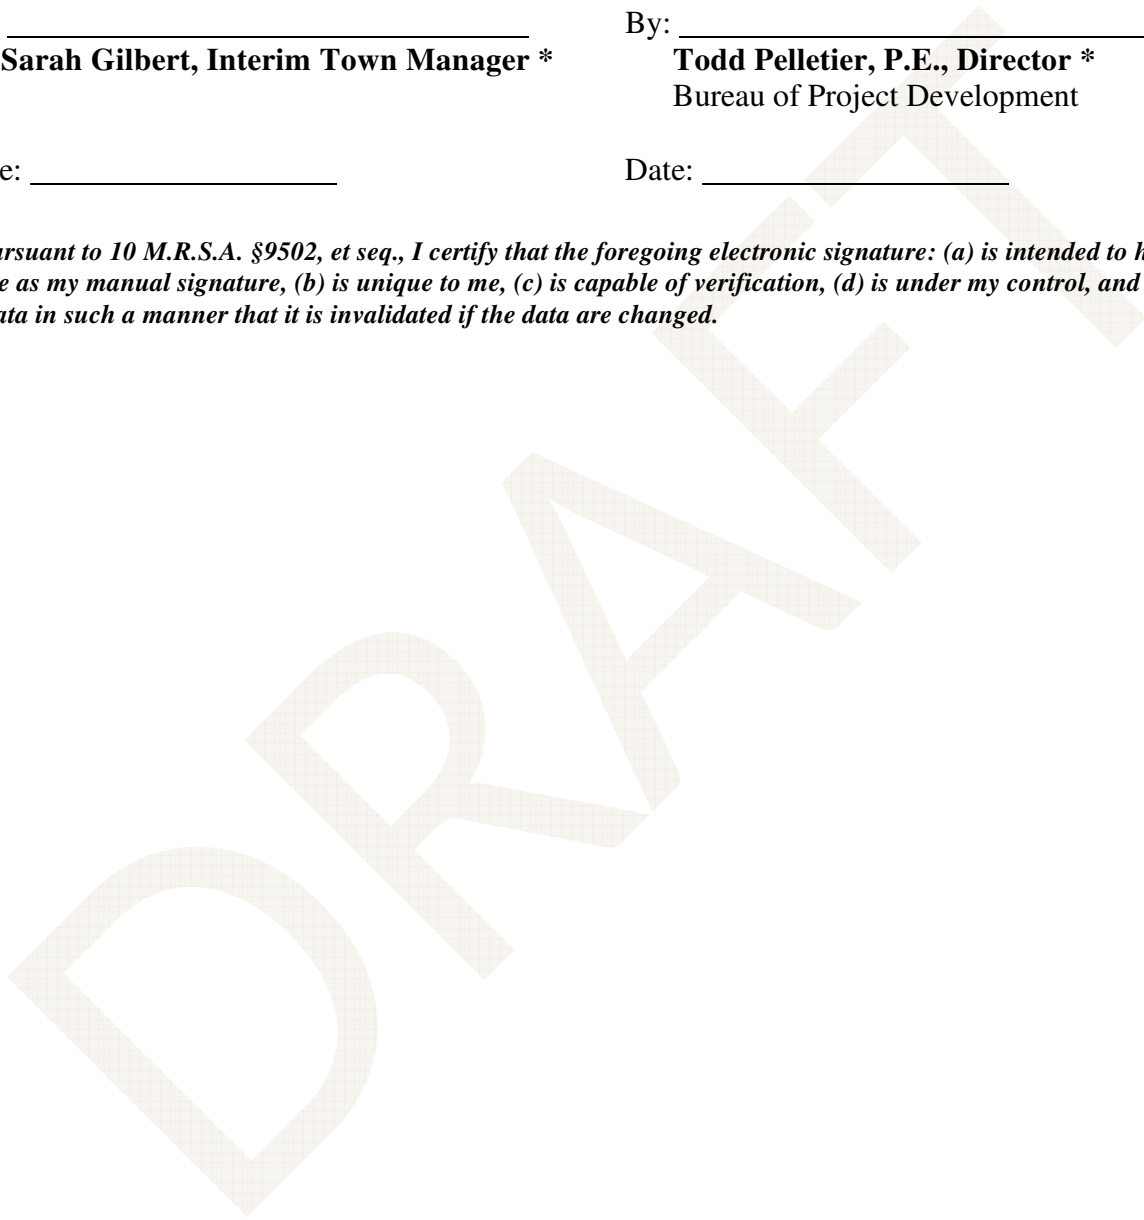 By:
Sarah Gilbert, Interim Town Manager * Todd Pelletier, P.E., Director *
Bureau of Project Development
e: Date:
ursuant to 10 M.R.S.A. §9502, et seq., I certify that the foregoing electronic signature: (a) is intended to h
e as my manual signature, (b) is unique to me, (c) is capable of verification, (d) is under my control, and
ata in such a manner that it is invalidated if the data are changed.
DRAFT